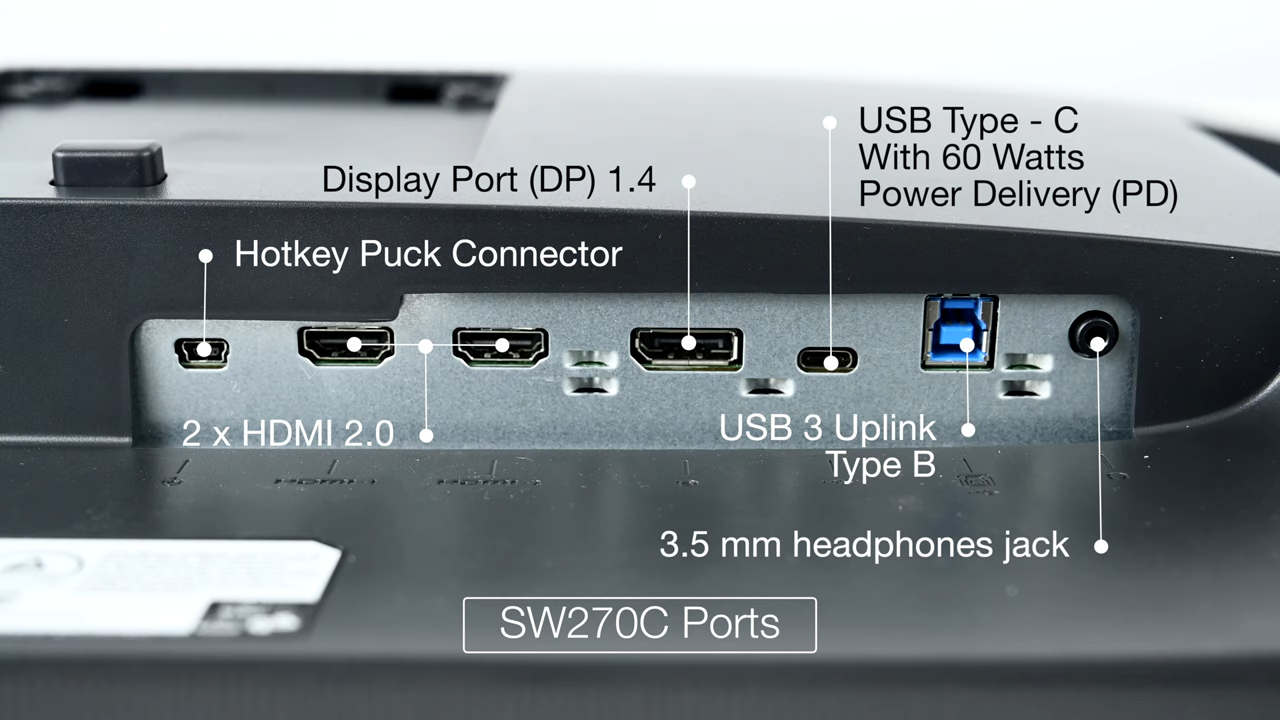 USB Type - C
With 60 Watts
Power Delivery (PD)
Display Port (DP) 1.4
Hotkey Puck Connector
2 x HDMI 2.0
USB 3 Uplink
Type B
3.5 mm headphones jack
SW270C Ports